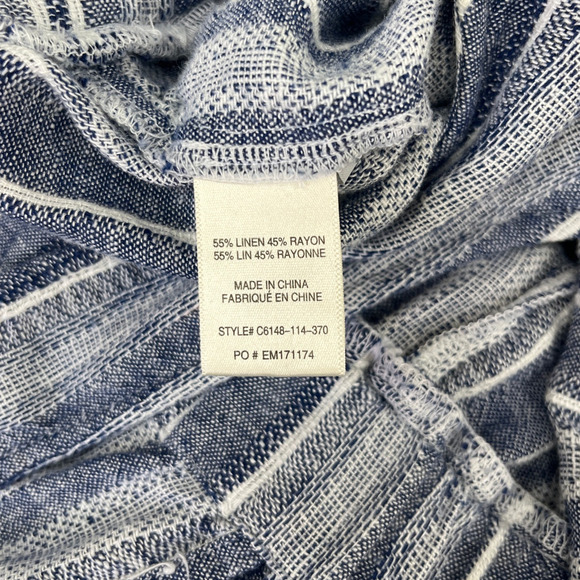 55% LINEN 45% RAYON
55% LIN 45% RAYONNE
MADE IN CHINA
FABRIQUÉ EN CHINE
STYLE# C6148-114-370
PO # EM171174